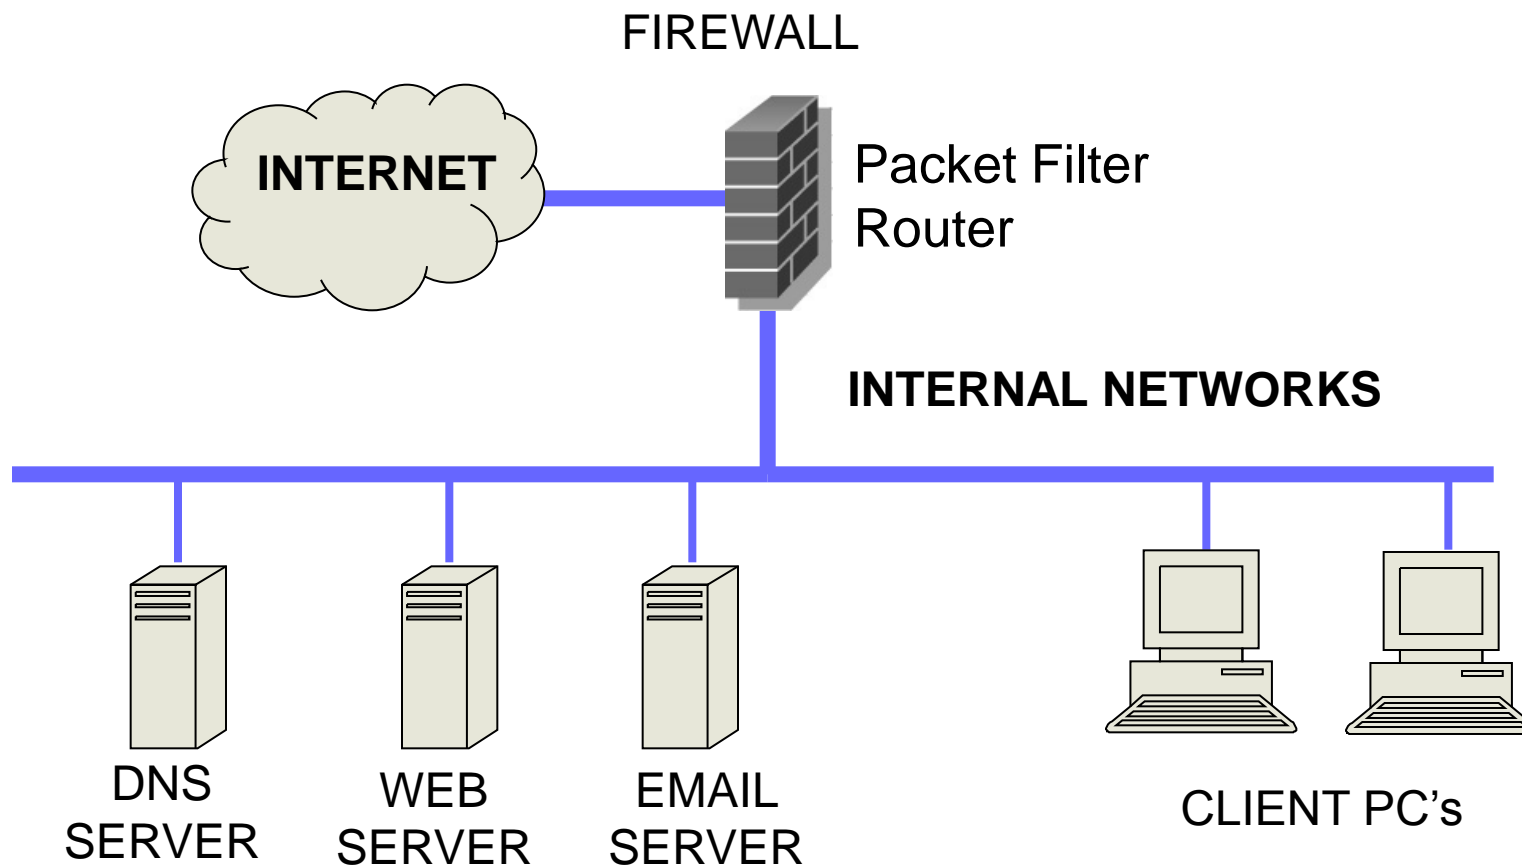 FIREWALL
INTERNET
Packet Filter
Router
INTERNAL NETWORKS
DNS
SERVER
WEB
SERVER
EMAIL
SERVER
CLIENT PC’s